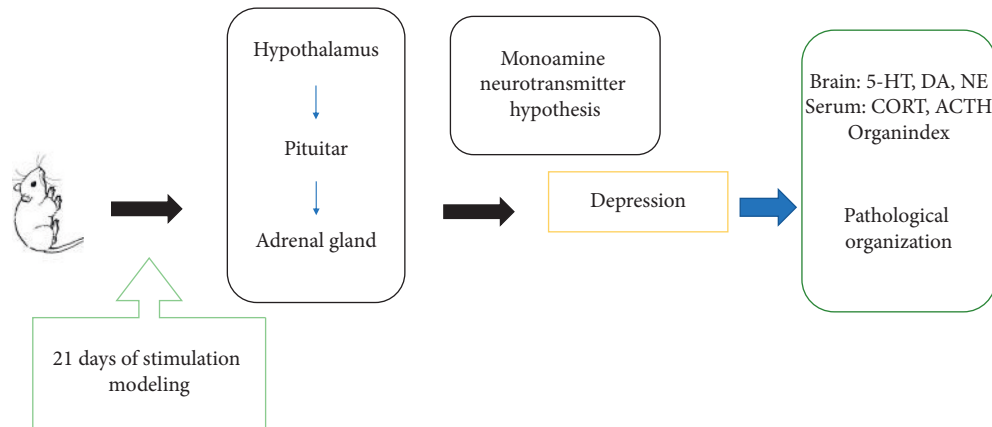 Hypothalamus
Pituitar
Adrenal gland
21 days of stimulation
modeling
Monoamine
neurotransmitter
hypothesis
Depression
Brain: 5-HT, DA, NE
Serum: CORT, ACTH
Organindex
Pathological
organization